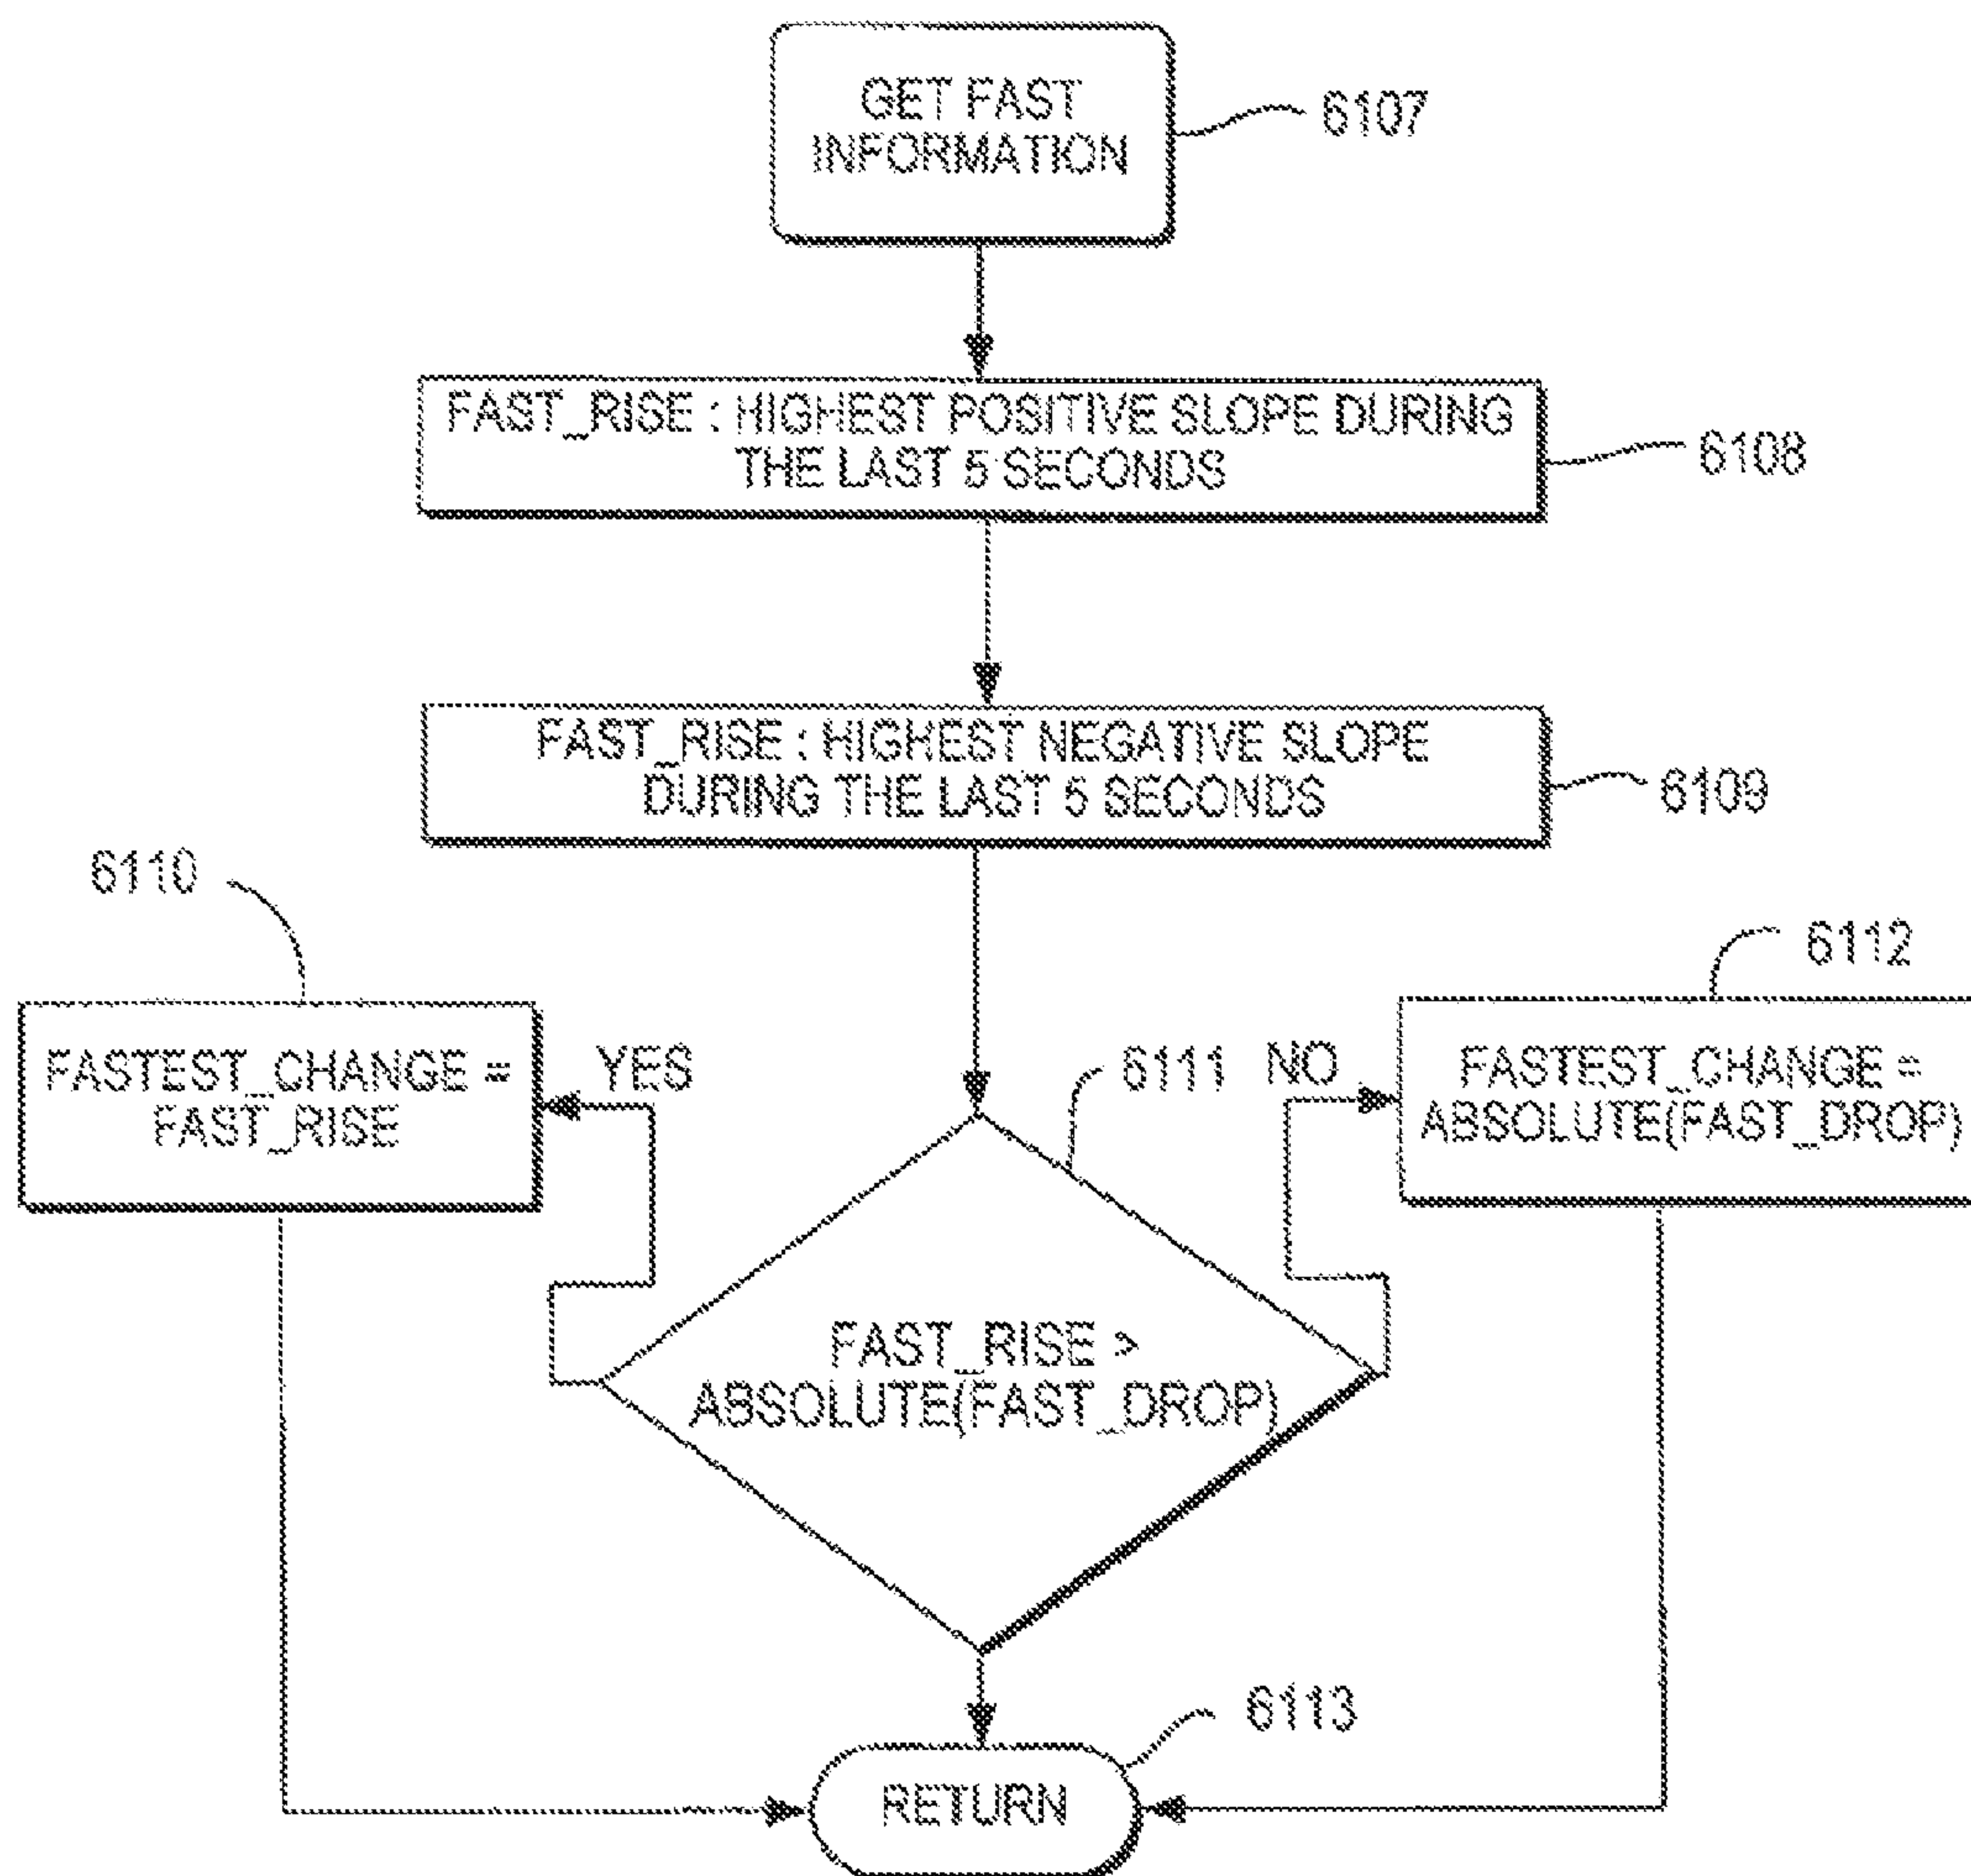 GET FAST
INFORMATION
6107
FAST_RISE : HIGHEST POSITIVE SLOPE DURING
THE LAST 5 SECONDS
6108
FAST_RISE : HIGHEST NEGATIVE SLOPE
DURING THE LAST 5 SECONDS
6109
6110
FASTEST_CHANGE =
FAST_RISE
YES
6111
NO
6112
FASTEST_CHANGE =
ABSOLUTE(FAST_DROP)
FAST_RISE >
ABSOLUTE(FAST_DROP)
6113
RETURN